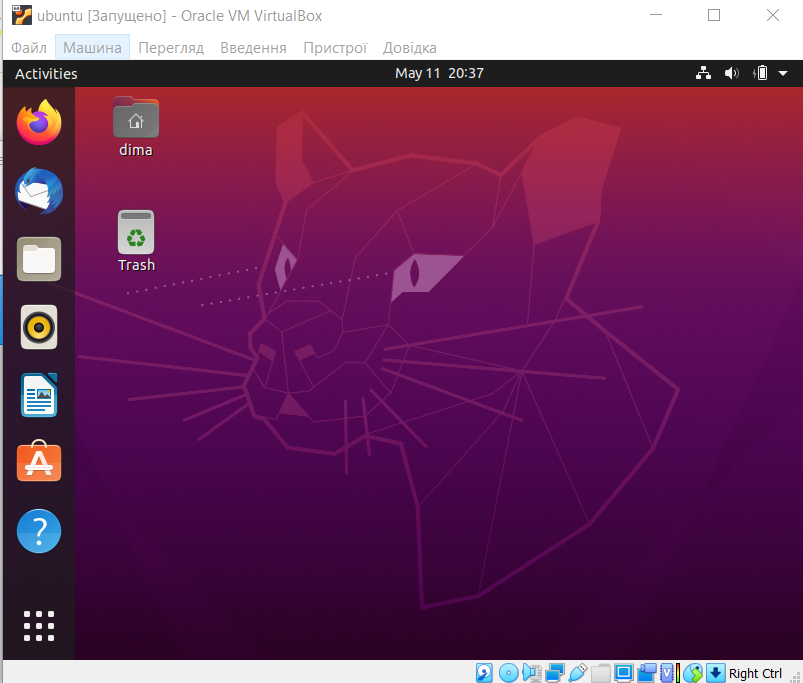 ubuntu [Запущено] - Oracle VM VirtualBox
Файл Машина Перегляд Введення Пристрої Довідка
Activities May 11 20:37
dima
Trash
Right Ctrl